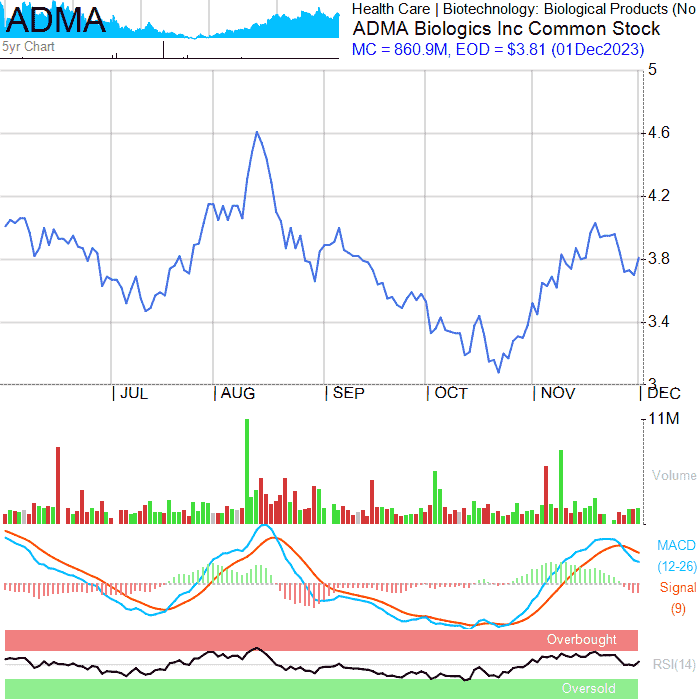 ADMA
5yr Chart
Health Care | Biotechnology: Biological Products (No
ADMA Biologics Inc Common Stock
MC = 860.9M, EOD = $3.81 (01Dec2023)
5
4.6
4.2
3.8
3.4
3
JUL
AUG
SEP
OCT
NOV
DEC
11M
Volume
MACD
(12-26)
Signal
(9)
Overbought
RSI(14)
Oversold